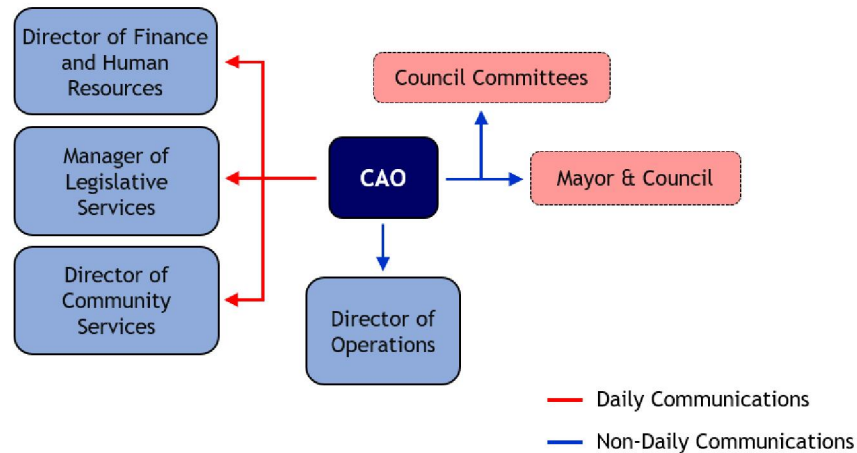 Director of Finance
and Human
Resources
Council Committees
Manager of
Legislative
Services
CAO
Mayor & Council
Director of
Community
Services
Director of
Operations
Daily Communications
Non-Daily Communications